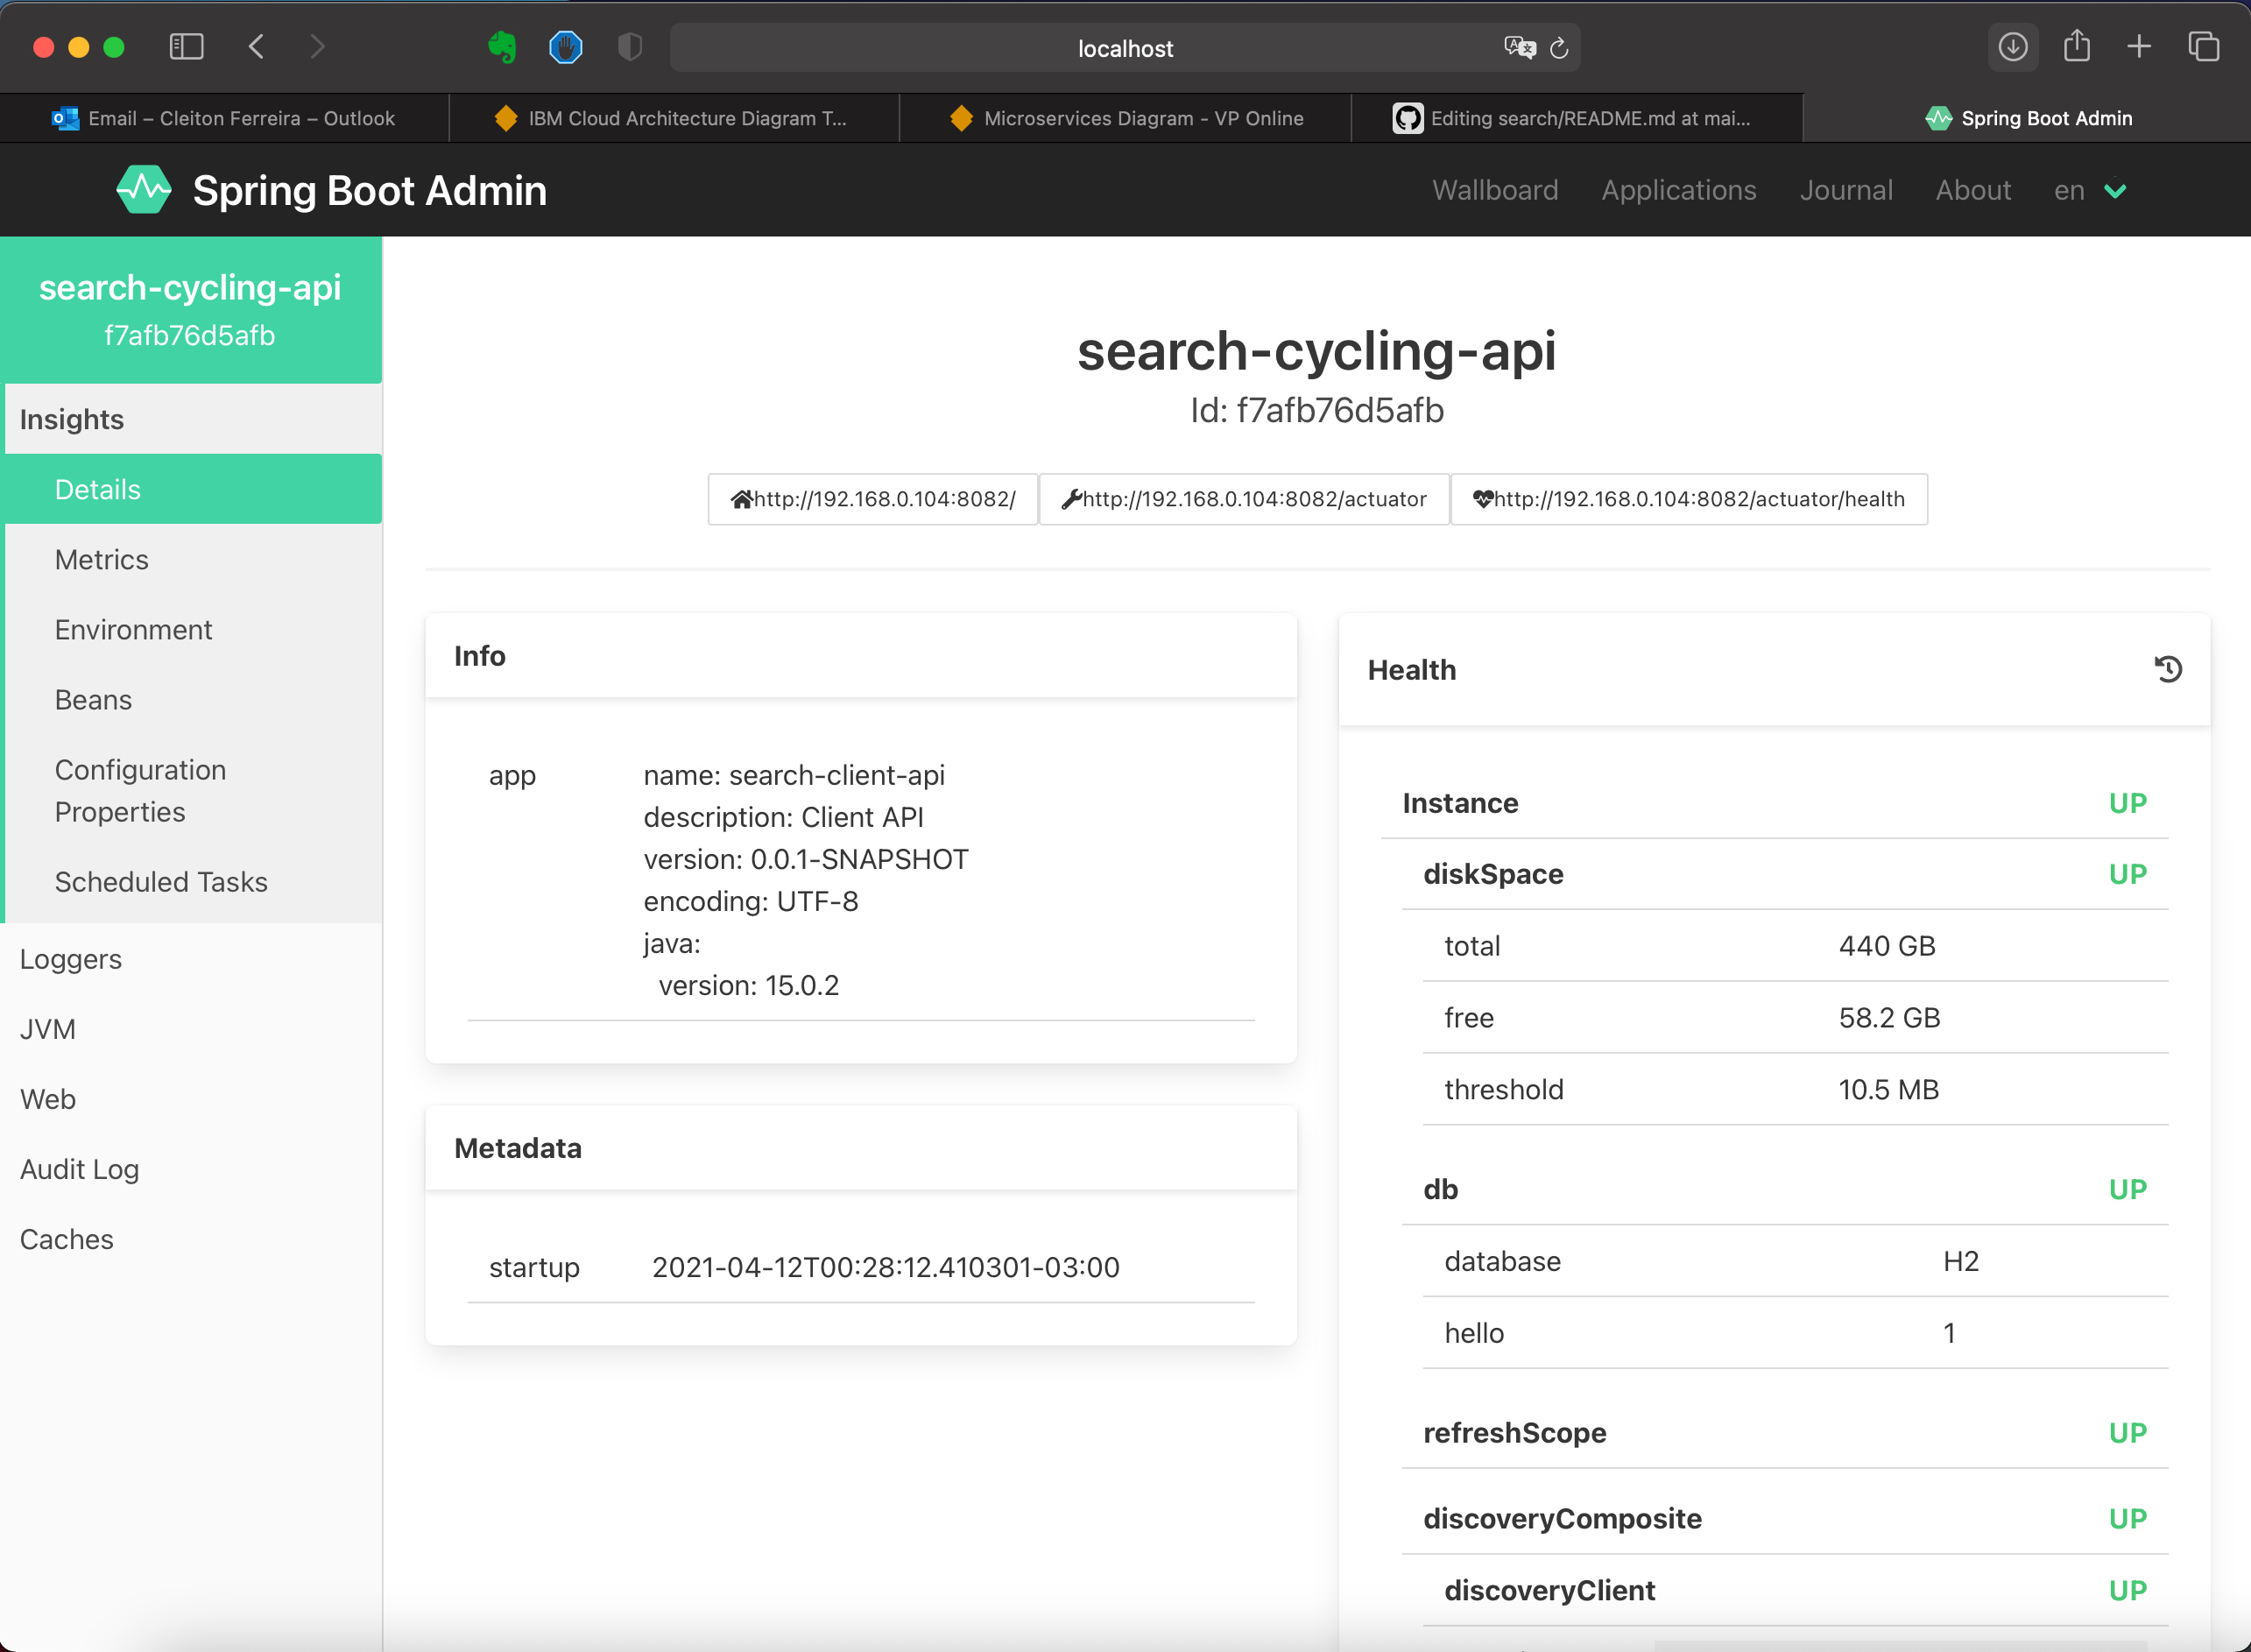 localhost
Email – Cleiton Ferreira – Outlook
IBM Cloud Architecture Diagram T...
Microservices Diagram - VP Online
Editing search/README.md at mai...
Spring Boot Admin
Spring Boot Admin
Wallboard
Applications
Journal
About
en
search-cycling-api
f7afb76d5afb
Insights
Details
Metrics
Environment
Beans
Configuration
Properties
Scheduled Tasks
Loggers
JVM
Web
Audit Log
Caches
search-cycling-api
Id: f7afb76d5afb
http://192.168.0.104:8082/
http://192.168.0.104:8082/actuator
http://192.168.0.104:8082/actuator/health
Info
app
name: search-client-api
description: Client API
version: 0.0.1-SNAPSHOT
encoding: UTF-8
java:
version: 15.0.2
Metadata
startup 2021-04-12T00:28:12.410301-03:00
Health
Instance UP
diskSpace UP
total 440 GB
free 58.2 GB
threshold 10.5 MB
db UP
database H2
hello 1
refreshScope UP
discoveryComposite UP
discoveryClient UP